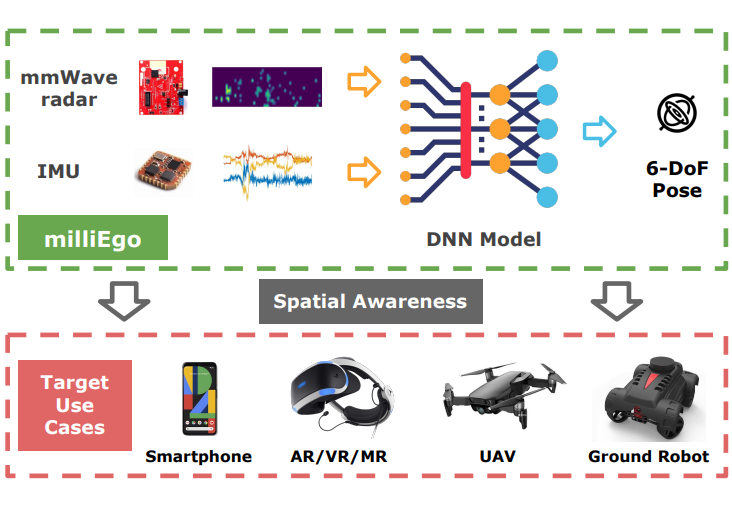 mmWave
radar
IMU
milliEgo
DNN Model
6-DoF
Pose
Spatial Awareness
Target
Use
Cases
Smartphone
AR/VR/MR
UAV
Ground Robot